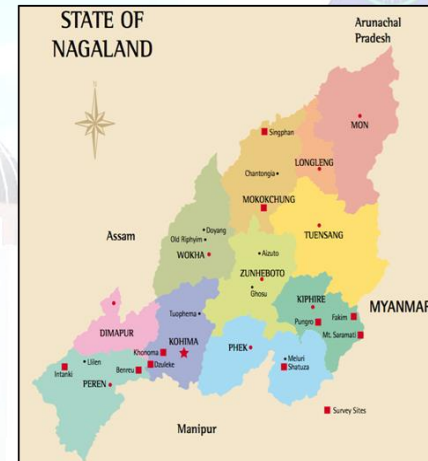 STATE OF
NAGALAND
Arunachal
Pradesh
MON
Singphan
LONGLENG
Chantongia
MOKOKCHUNG
Assam
Doyang
Old Riphyim
WOKHA
TUENSANG
Aizuto
ZUNHEBOTO
Ghosu
KIPHIRE
MYANMAR
Tuophema
Pungro
Fakim
Mt. Saramati
DIMAPUR
Khonoma
KOHIMA
PHEK
Meluri
Shatuza
Lilen
Intanki
Benreu
Dzuleke
PEREN
Survey Sites
Manipur